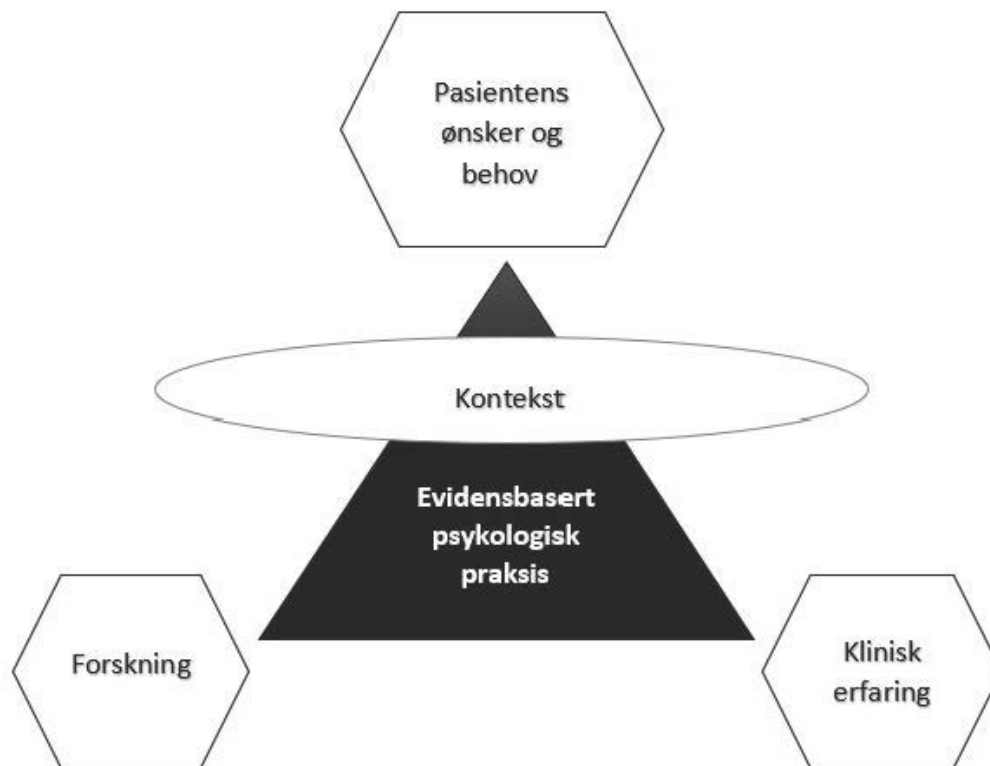 Pasientens
ønsker og
behov
Kontekst
Evidensbasert
psykologisk
praksis
Forskning
Klinisk
erfaring